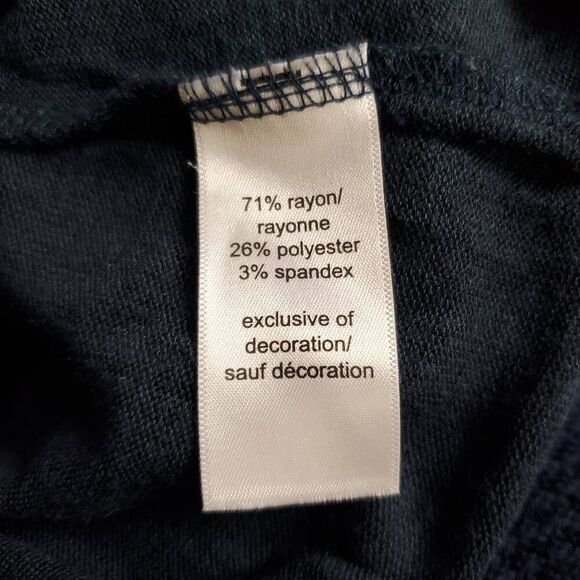 71% rayon/
rayonne
26% polyester
3% spandex
exclusive of
decoration/
sauf décoration